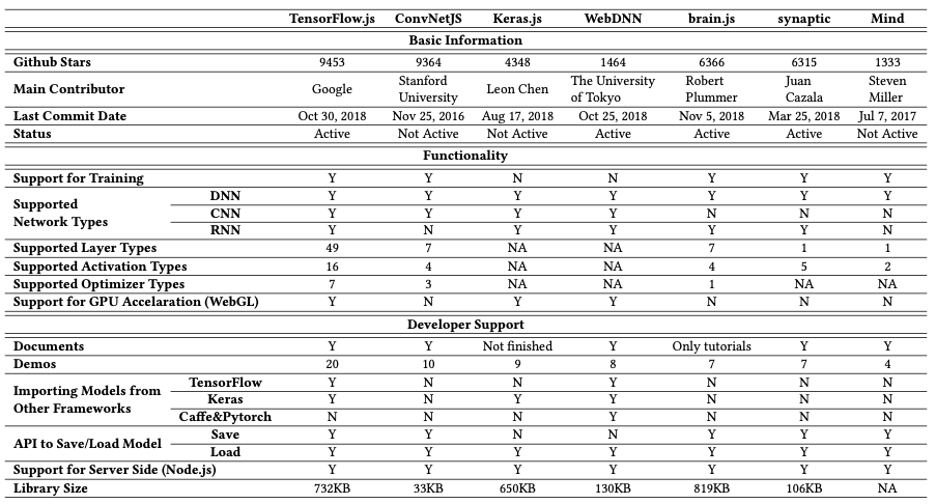 TensorFlow.js ConvNetJS Keras.js WebDNN brain.js synaptic Mind
Basic Information
Github Stars 9453 9364 4348 1464 6366 6315 1333
Main Contributor Google Stanford University Leon Chen The University of Tokyo Robert Plummer Juan Cazala Steven Miller
Last Commit Date Oct 30, 2018 Nov 25, 2016 Aug 17, 2018 Oct 25, 2018 Nov 5, 2018 Mar 25, 2018 Jul 7, 2017
Status Active Not Active Not Active Active Active Active Not Active
Functionality
Support for Training Y Y N N Y Y Y
Supported Network Types
DNN Y Y Y Y Y Y Y
CNN Y Y Y Y N N N
RNN Y N Y Y Y Y N
Supported Layer Types 49 7 NA NA 7 1 1
Supported Activation Types 16 4 NA NA 4 5 2
Supported Optimizer Types 7 3 NA NA 1 NA NA
Support for GPU Accelaration (WebGL) Y N Y Y N N N
Developer Support
Documents Y Y Not finished Y Only tutorials Y Y
Demos 20 10 9 8 7 7 4
Importing Models from Other Frameworks
TensorFlow Y N N Y N N N
Keras Y N Y Y N N N
Caffe&Pytorch N N N Y N N N
API to Save/Load Model
Save Y Y N N Y Y Y
Load Y Y Y Y Y Y Y
Support for Server Side (Node.js) Y Y Y Y Y Y Y
Library Size 732KB 33KB 650KB 130KB 819KB 106KB NA